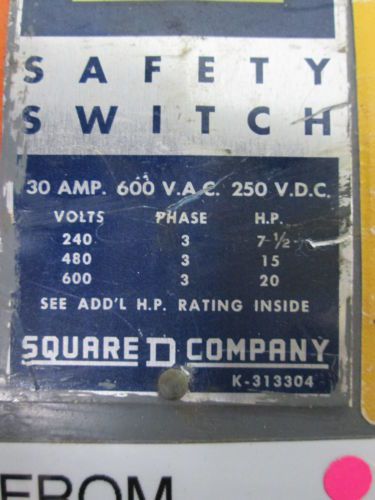 SAFETY
SWITCH
30 AMP. 600 V.A.C. 250 V.D.C.
VOLTS PHASE H.P.
240 3 7-½
480 3 15
600 3 20
SEE ADD'L H.P. RATING INSIDE
SQUARE D COMPANY
K-313304
FROM